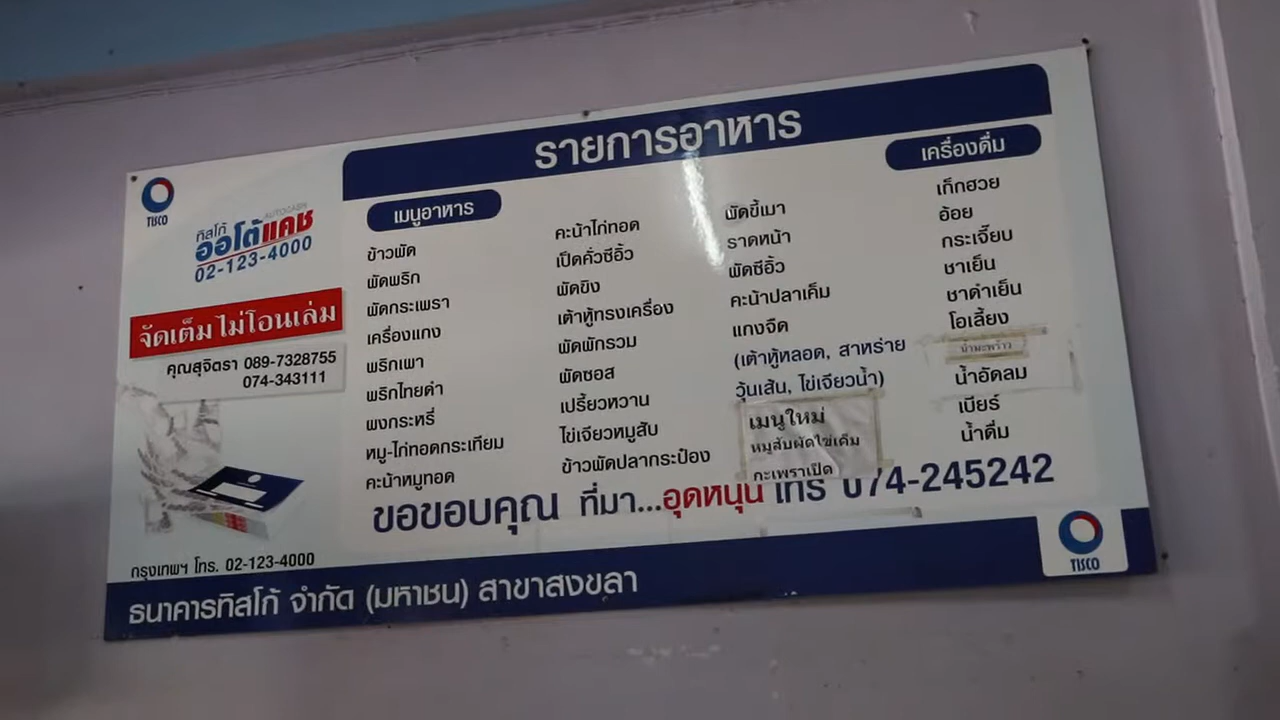 รายการอาหาร
TISCO
AUTOCASH
ทิสโก้
ออโต้แคช
02-123-4000
จัดเต็ม ไม่โอนเล่ม
คุณสุจิตรา 089-7328755
074-343111
กรุงเทพฯ โทร. 02-123-4000
เมนูอาหาร
ข้าวผัด
ผัดพริก
ผัดกระเพรา
เครื่องแกง
พริกเผา
พริกไทยดำ
ผงกระหรี่
หมู-ไก่ทอดกระเทียม
คะน้าหมูทอด
คะน้าไก่ทอด
เป็ดคั่วซีอิ้ว
ผัดขิง
เต้าหู้ทรงเครื่อง
ผัดผักรวม
ผัดซอส
เปรี้ยวหวาน
ไข่เจียวหมูสับ
ข้าวผัดปลากระป๋อง
ผัดขี้เมา
ราดหน้า
ผัดซีอิ้ว
คะน้าปลาเค็ม
แกงจืด
(เต้าหู้หลอด, สาหร่าย
วุ้นเส้น, ไข่เจียวน้ำ)
เมนูใหม่
หมูสับผัดไข่เค็ม
กะเพราเป็ด
เครื่องดื่ม
เก็กฮวย
อ้อย
กระเจี๊ยบ
ชาเย็น
ชาดำเย็น
โอเลี้ยง
น้ำมะพร้าว
น้ำอัดลม
เบียร์
น้ำดื่ม
ขอขอบคุณ ที่มา...อุดหนุน โทร 074-245242
ธนาคารทิสโก้ จำกัด (มหาชน) สาขาสงขลา
TISCO